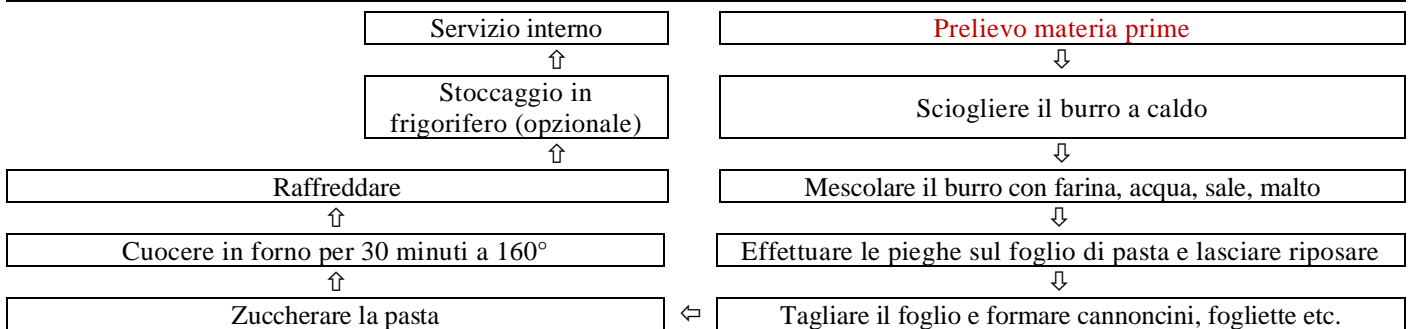 Servizio interno
Prelievo materia prime
⇧
⇩
Stoccaggio in
frigorifero (opzionale)
Sciogliere il burro a caldo
⇧
⇩
Raffreddare
Mescolare il burro con farina, acqua, sale, malto
⇧
⇩
Cuocere in forno per 30 minuti a 160°
Effettuare le pieghe sul foglio di pasta e lasciare riposare
⇧
⇩
Zuccherare la pasta
⇦
Tagliare il foglio e formare cannoncini, fogliette etc.